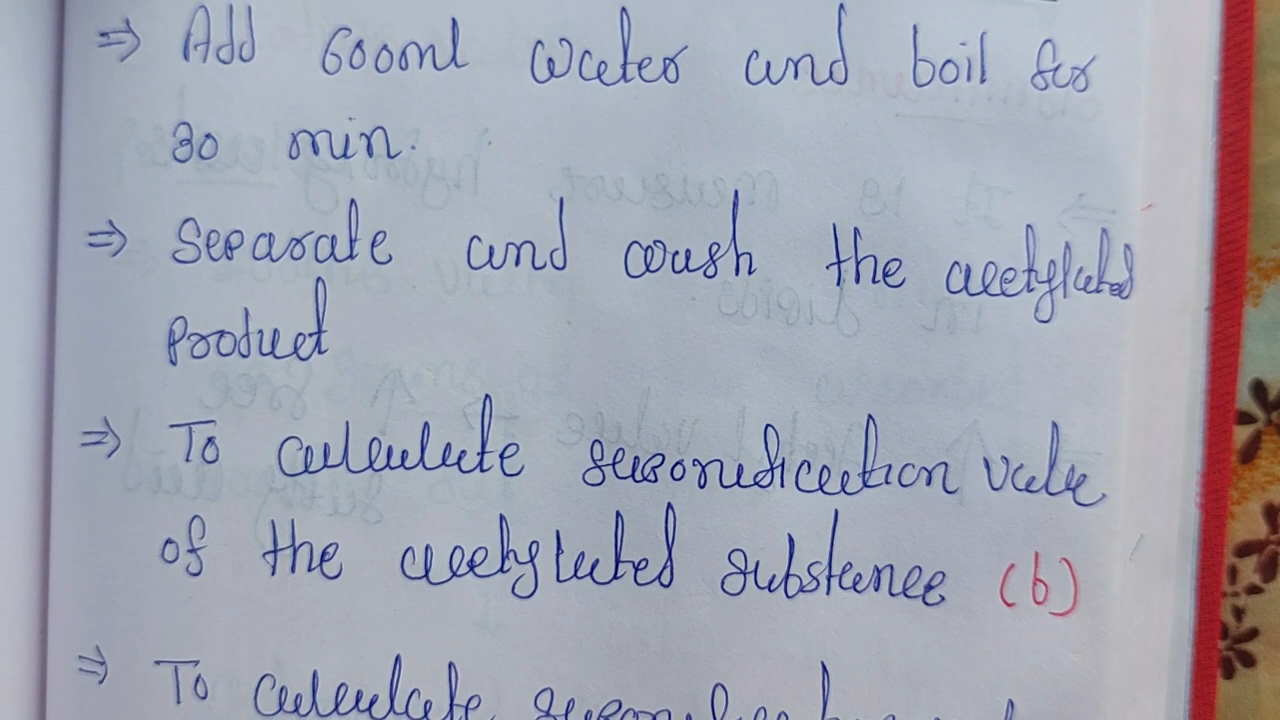 ⇒ Add 600ml water and boil for
30 min.
⇒ Separate and wash the acetylated
product
⇒ To calculate saponification value
of the acetylated substance (b)
⇒ To calculate saponification